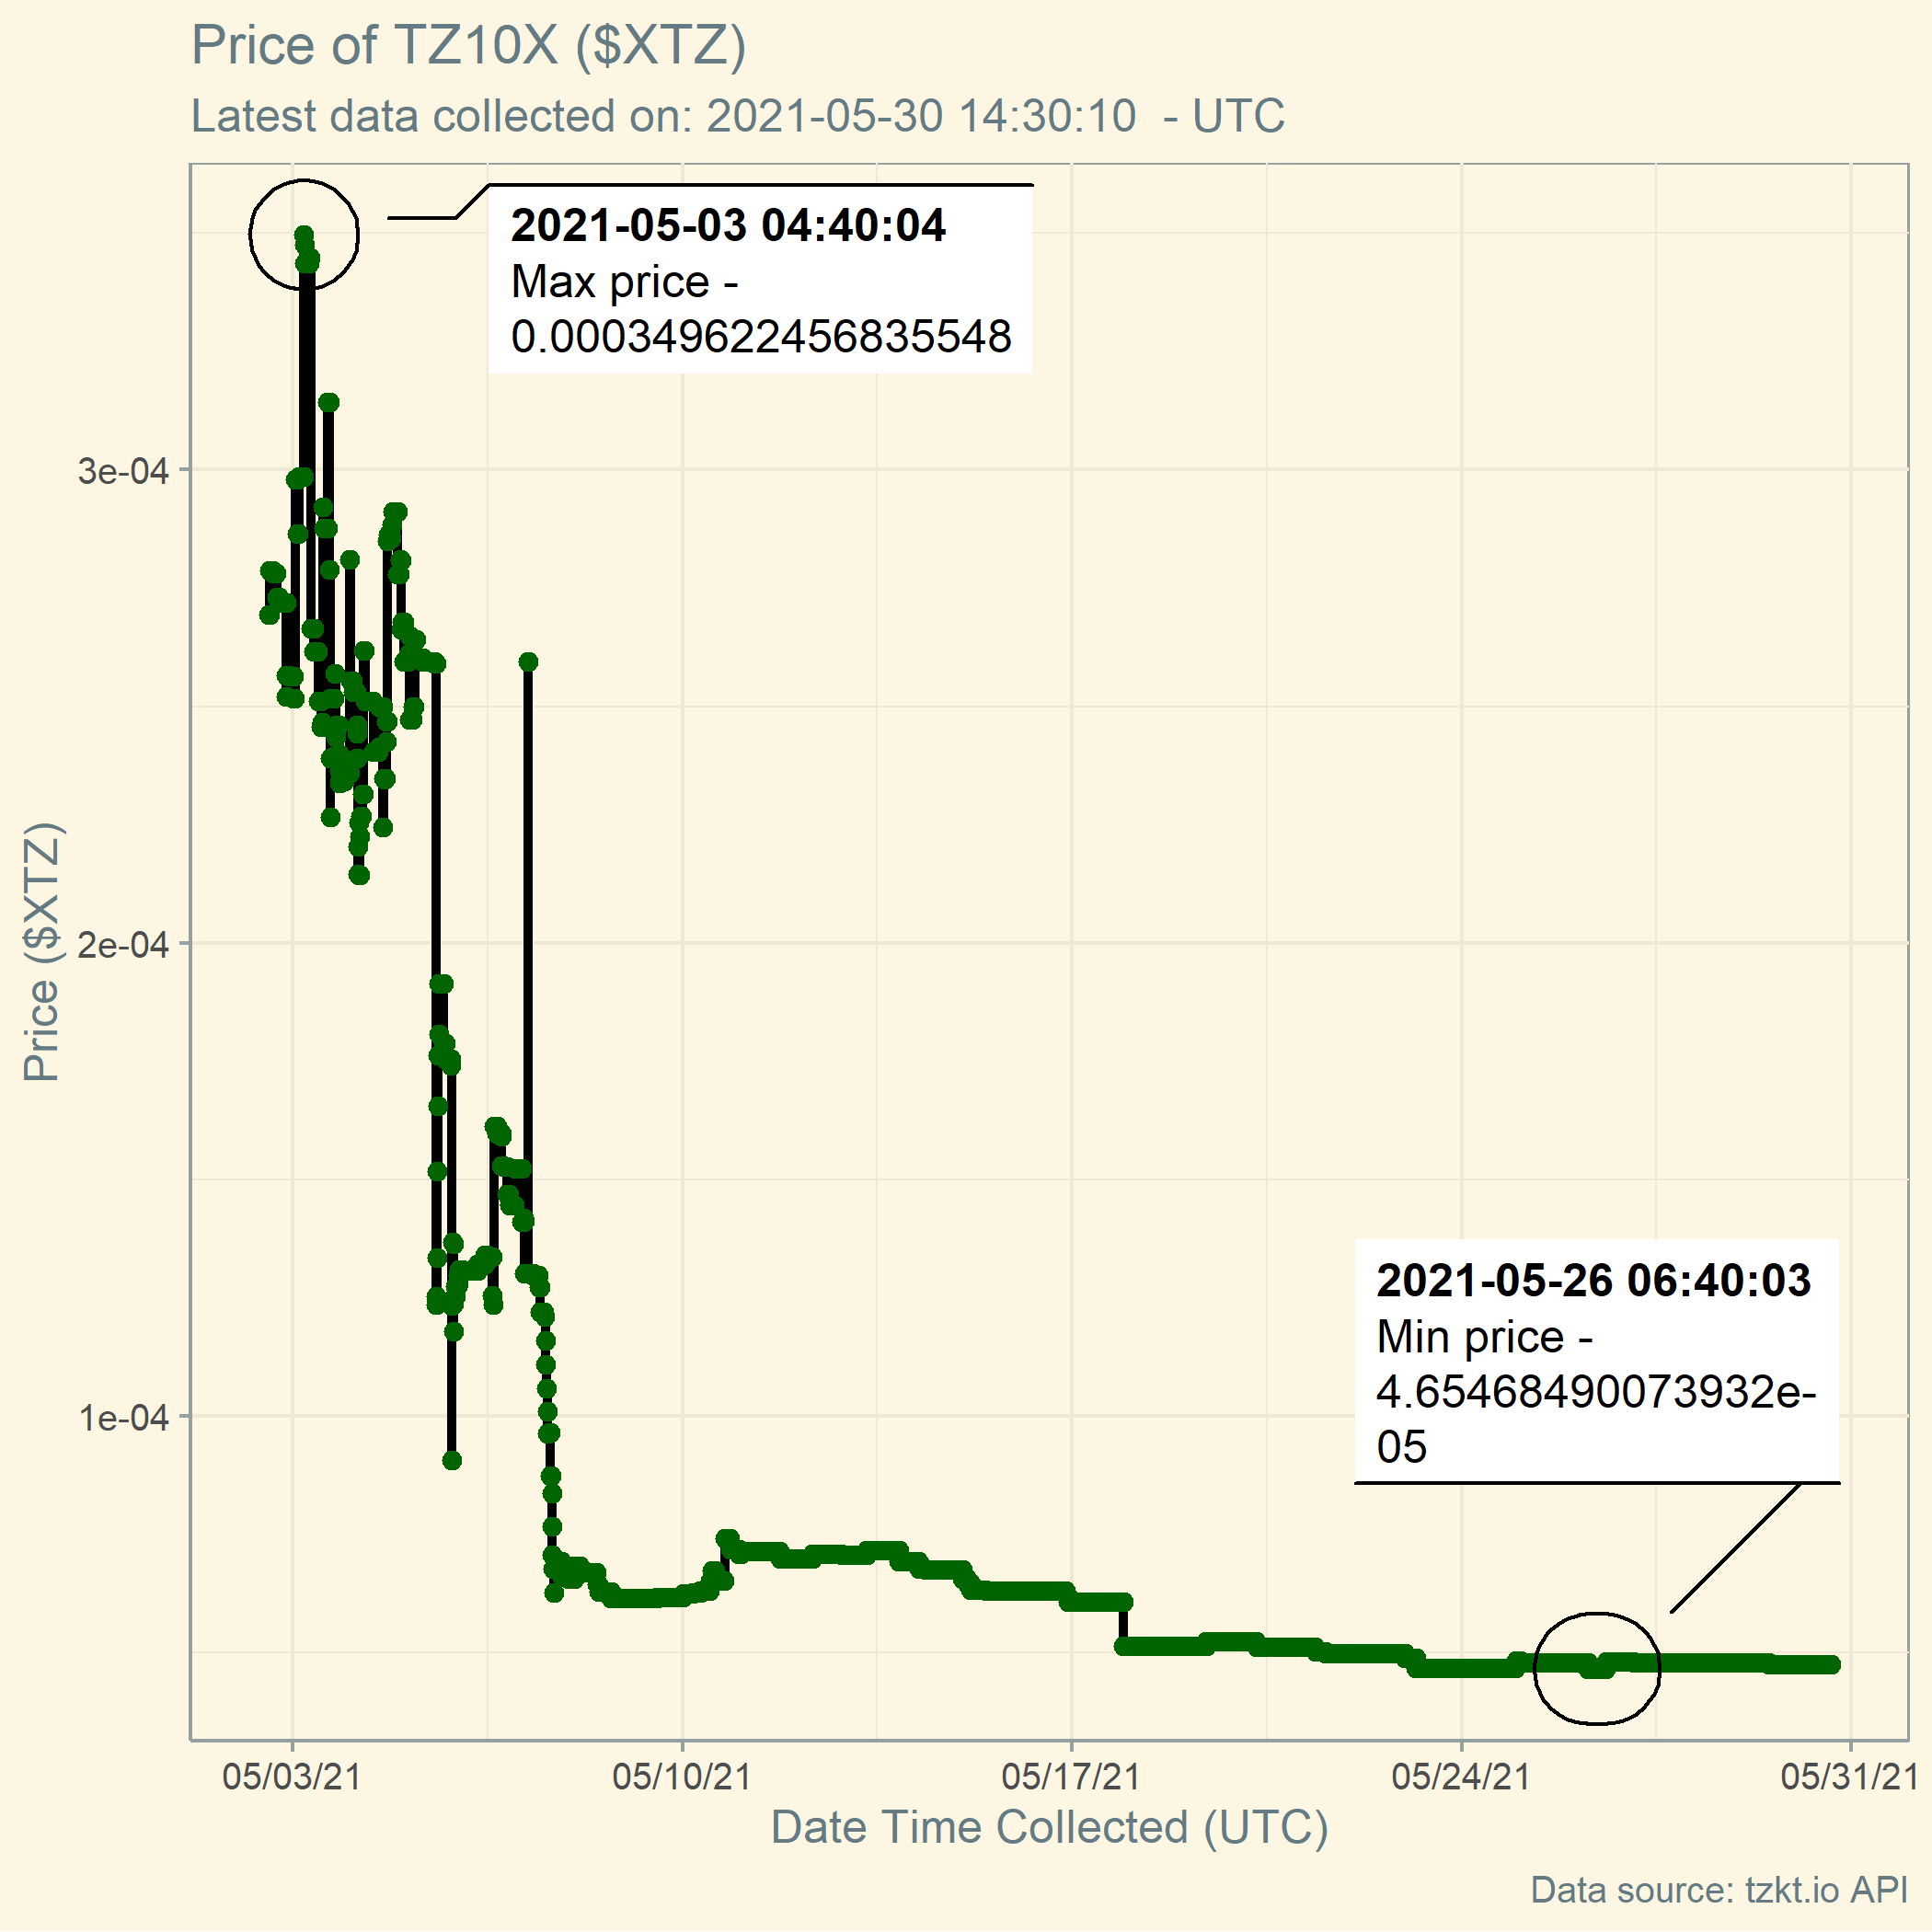 Price of TZ10X ($XTZ)
Latest data collected on: 2021-05-30 14:30:10  - UTC
2021-05-03 04:40:04
Max price -
0.000349622456835548
3e-04
2e-04
1e-04
Price ($XTZ)
2021-05-26 06:40:03
Min price -
4.65468490073932e-
05
05/03/21
05/10/21
05/17/21
05/24/21
05/31/21
Date Time Collected (UTC)
Data source: tzkt.io API